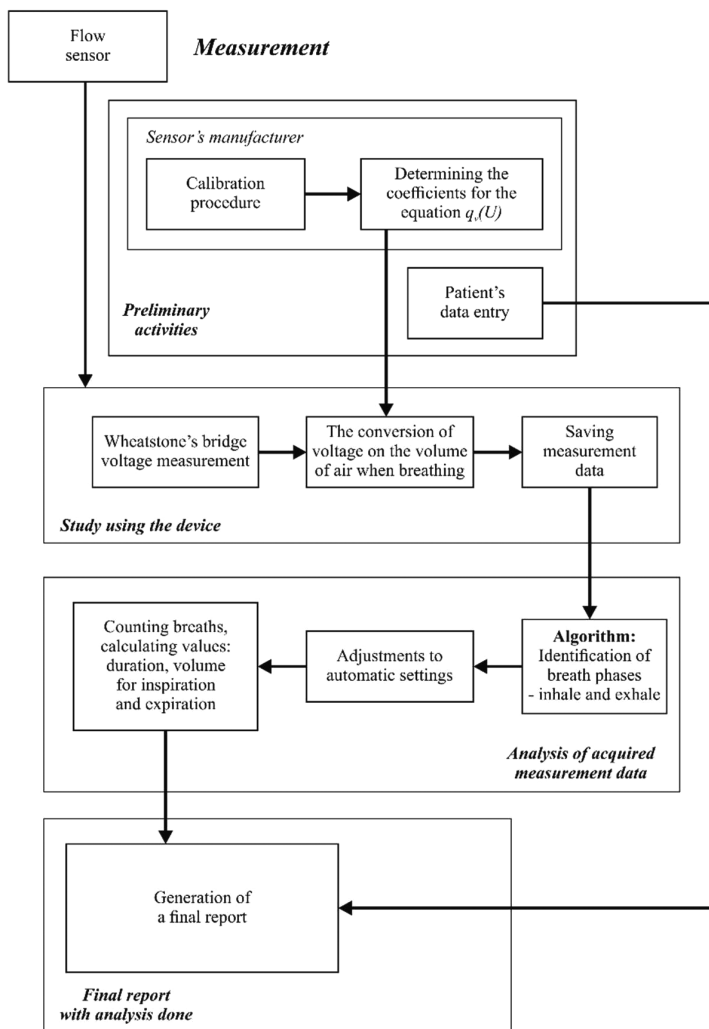 Flow
sensor
Measurement
Sensor's manufacturer
Calibration
procedure
Determining the
coefficients for the
equation qv(U)
Preliminary
activities
Patient's
data entry
Wheatstone's bridge
voltage measurement
The conversion of
voltage on the volume
of air when breathing
Saving
measurement
data
Study using the device
Counting breaths,
calculating values:
duration, volume
for inspiration
and expiration
Adjustments to
automatic settings
Algorithm:
Identification of
breath phases
- inhale and exhale
Analysis of acquired
measurement data
Generation of
a final report
Final report
with analysis done